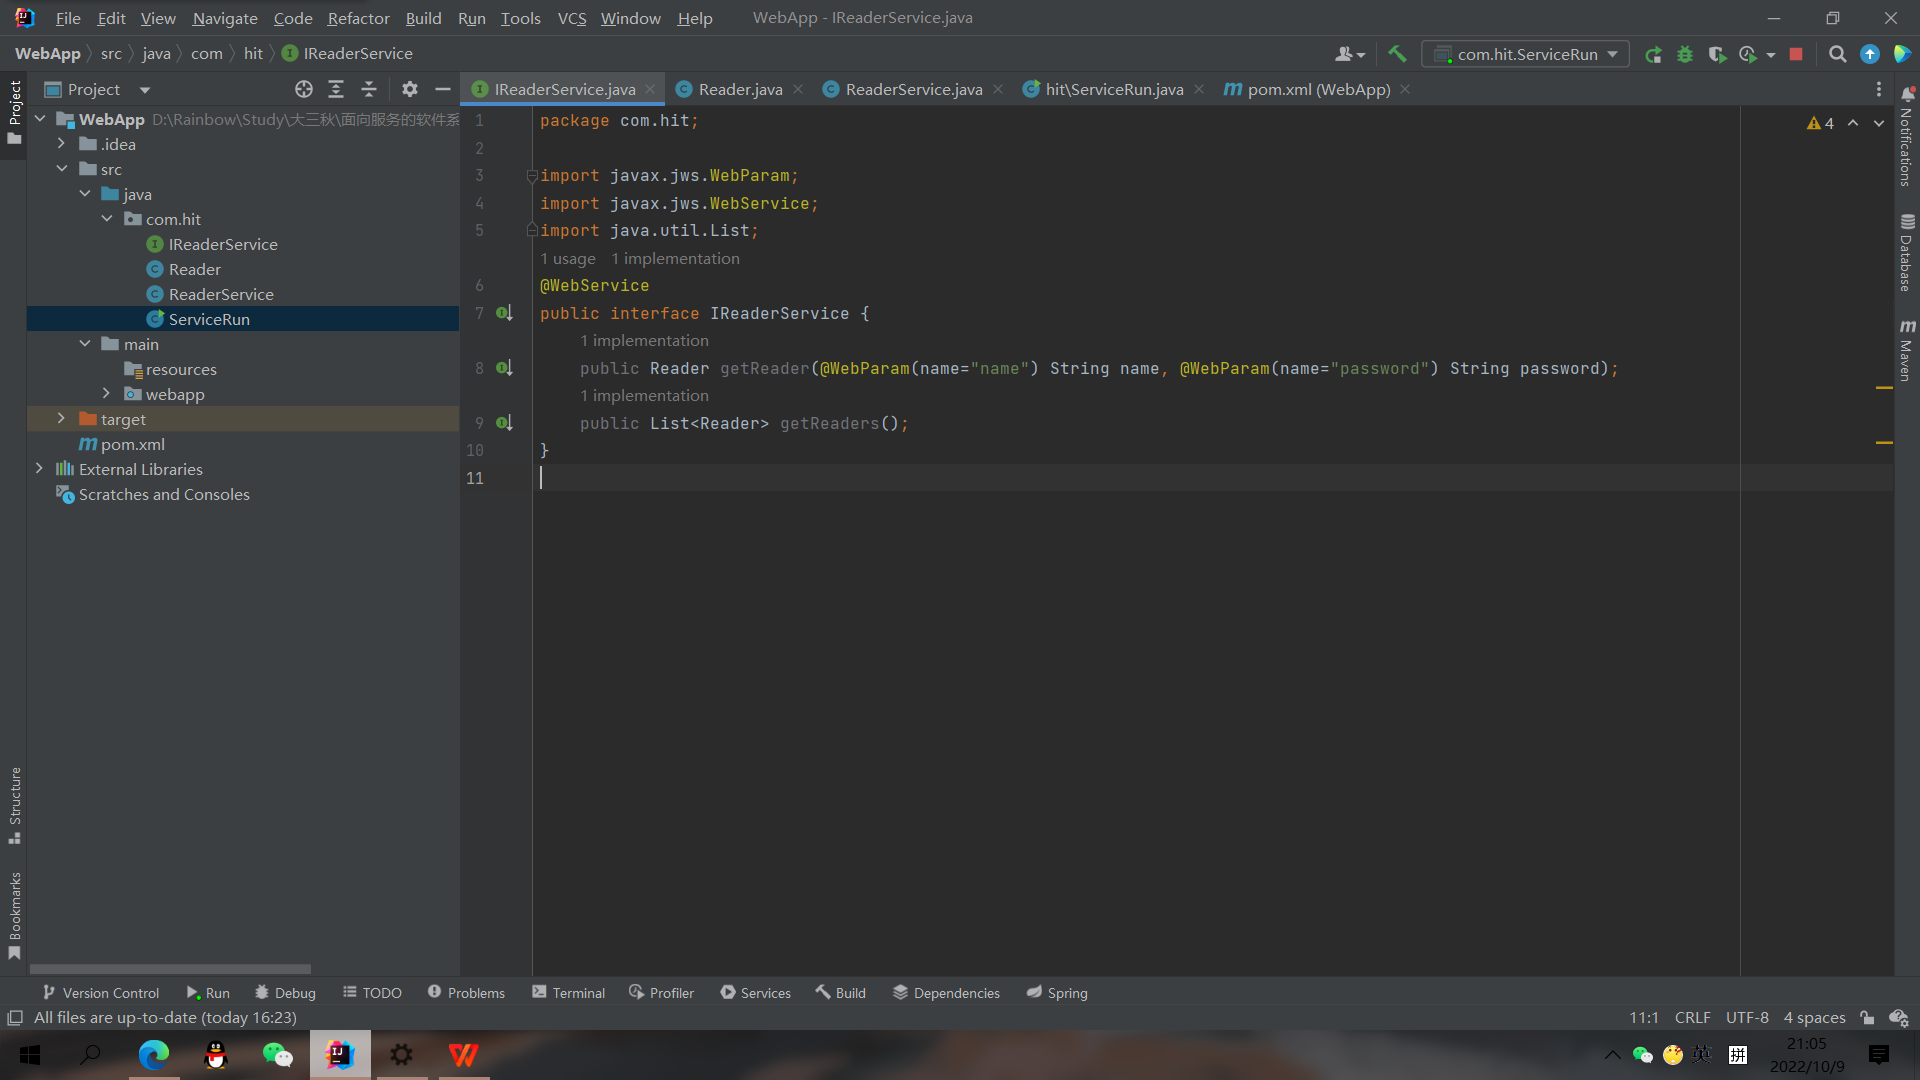 File Edit View Navigate Code Refactor Build Run Tools VCS Window Help WebApp - IReaderService.java
WebApp src java com hit IReaderService
com.hit.ServiceRun
Project
Project
IReaderService.java Reader.java ReaderService.java hit\ServiceRun.java pom.xml (WebApp)
WebApp D:\Rainbow\Study\大三秋\面向服务的软件系
.idea
src
java
com.hit
IReaderService
Reader
ReaderService
ServiceRun
main
resources
webapp
target
pom.xml
External Libraries
Scratches and Consoles
Structure
Bookmarks
4
1 package com.hit;
2
3 import javax.jws.WebParam;
4 import javax.jws.WebService;
5 import java.util.List;
1 usage 1 implementation
6 @WebService
7 public interface IReaderService {
1 implementation
8 public Reader getReader(@WebParam(name="name") String name, @WebParam(name="password") String password);
1 implementation
9 public List<Reader> getReaders();
10 }
11
Notifications
Database
Maven
Version Control Run Debug TODO Problems Terminal Profiler Services Build Dependencies Spring
All files are up-to-date (today 16:23)
11:1 CRLF UTF-8 4 spaces
英 拼
21:05
2022/10/9